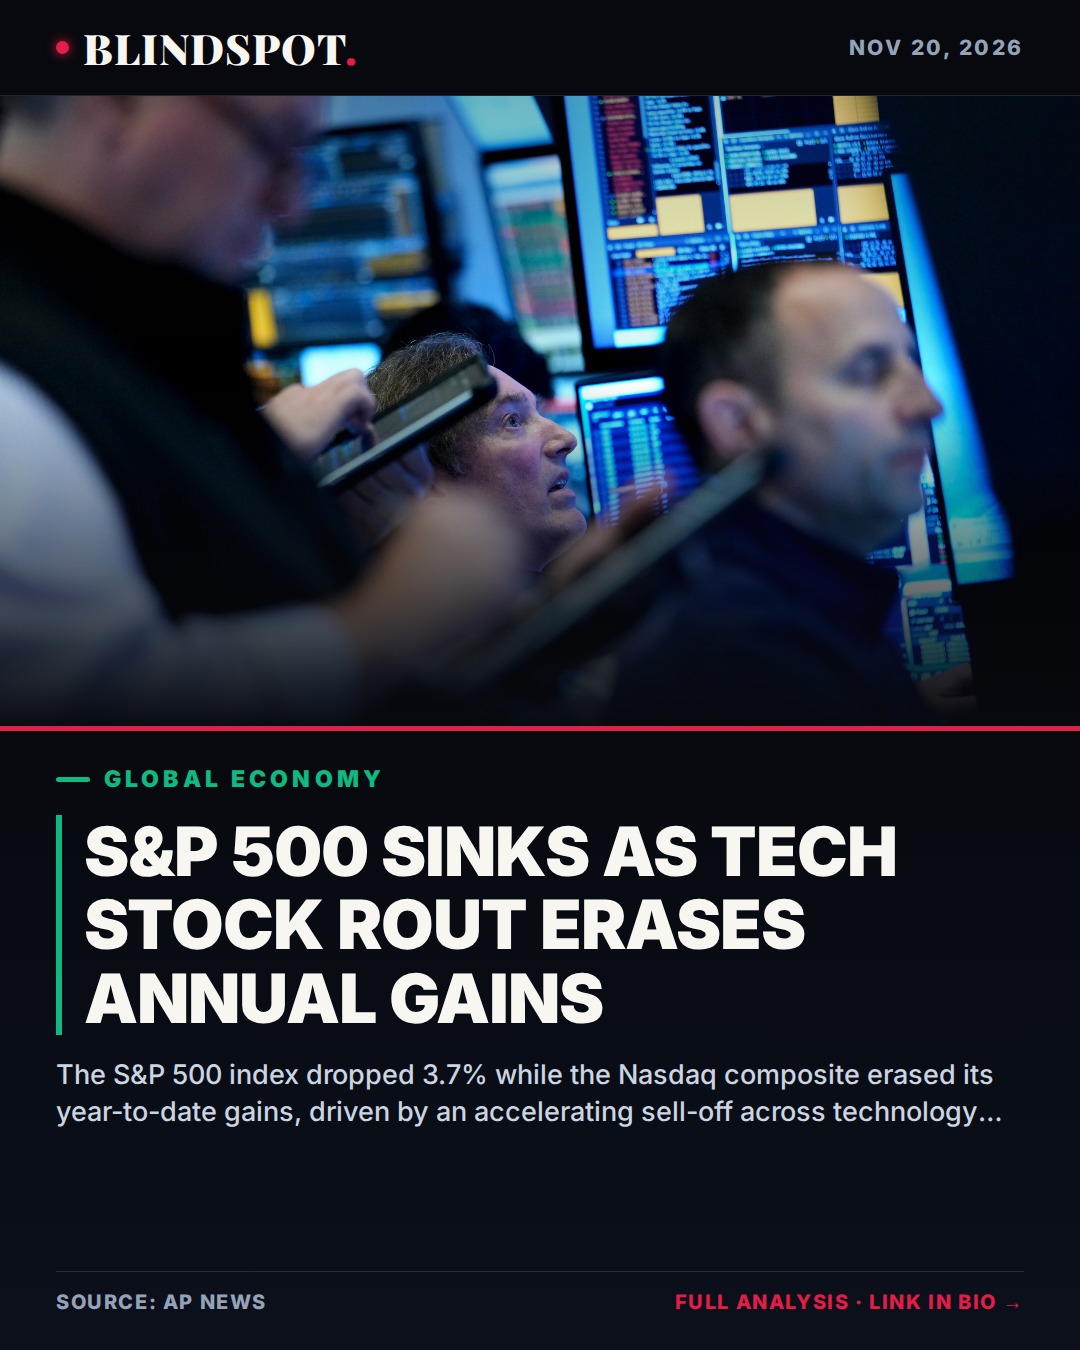 BLINDSPOT.
NOV 20, 2026
GLOBAL ECONOMY
S&P 500 SINKS AS TECH
STOCK ROUT ERASES
ANNUAL GAINS
The S&P 500 index dropped 3.7% while the Nasdaq composite erased its
year-to-date gains, driven by an accelerating sell-off across technology...
SOURCE: AP NEWS
FULL ANALYSIS · LINK IN BIO →